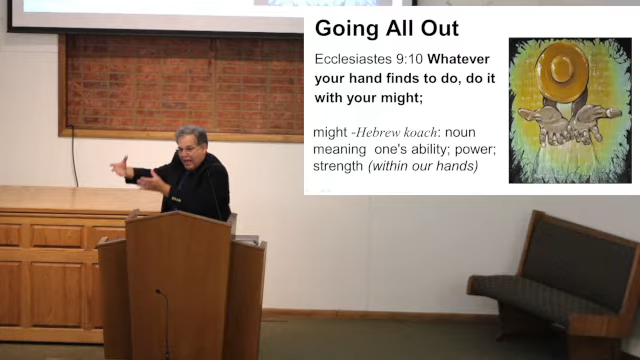 Going All Out
Ecclesiastes 9:10 Whatever
your hand finds to do, do it
with your might;
might -Hebrew koach: noun
meaning one's ability; power;
strength (within our hands)